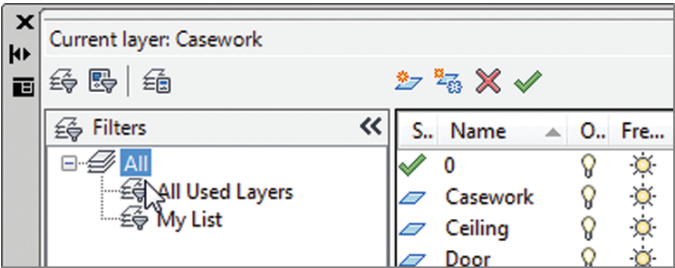 Current layer: Casework
Filters
All
All Used Layers
My List
S.. Name O.. Fre...
0
Casework
Ceiling
Door